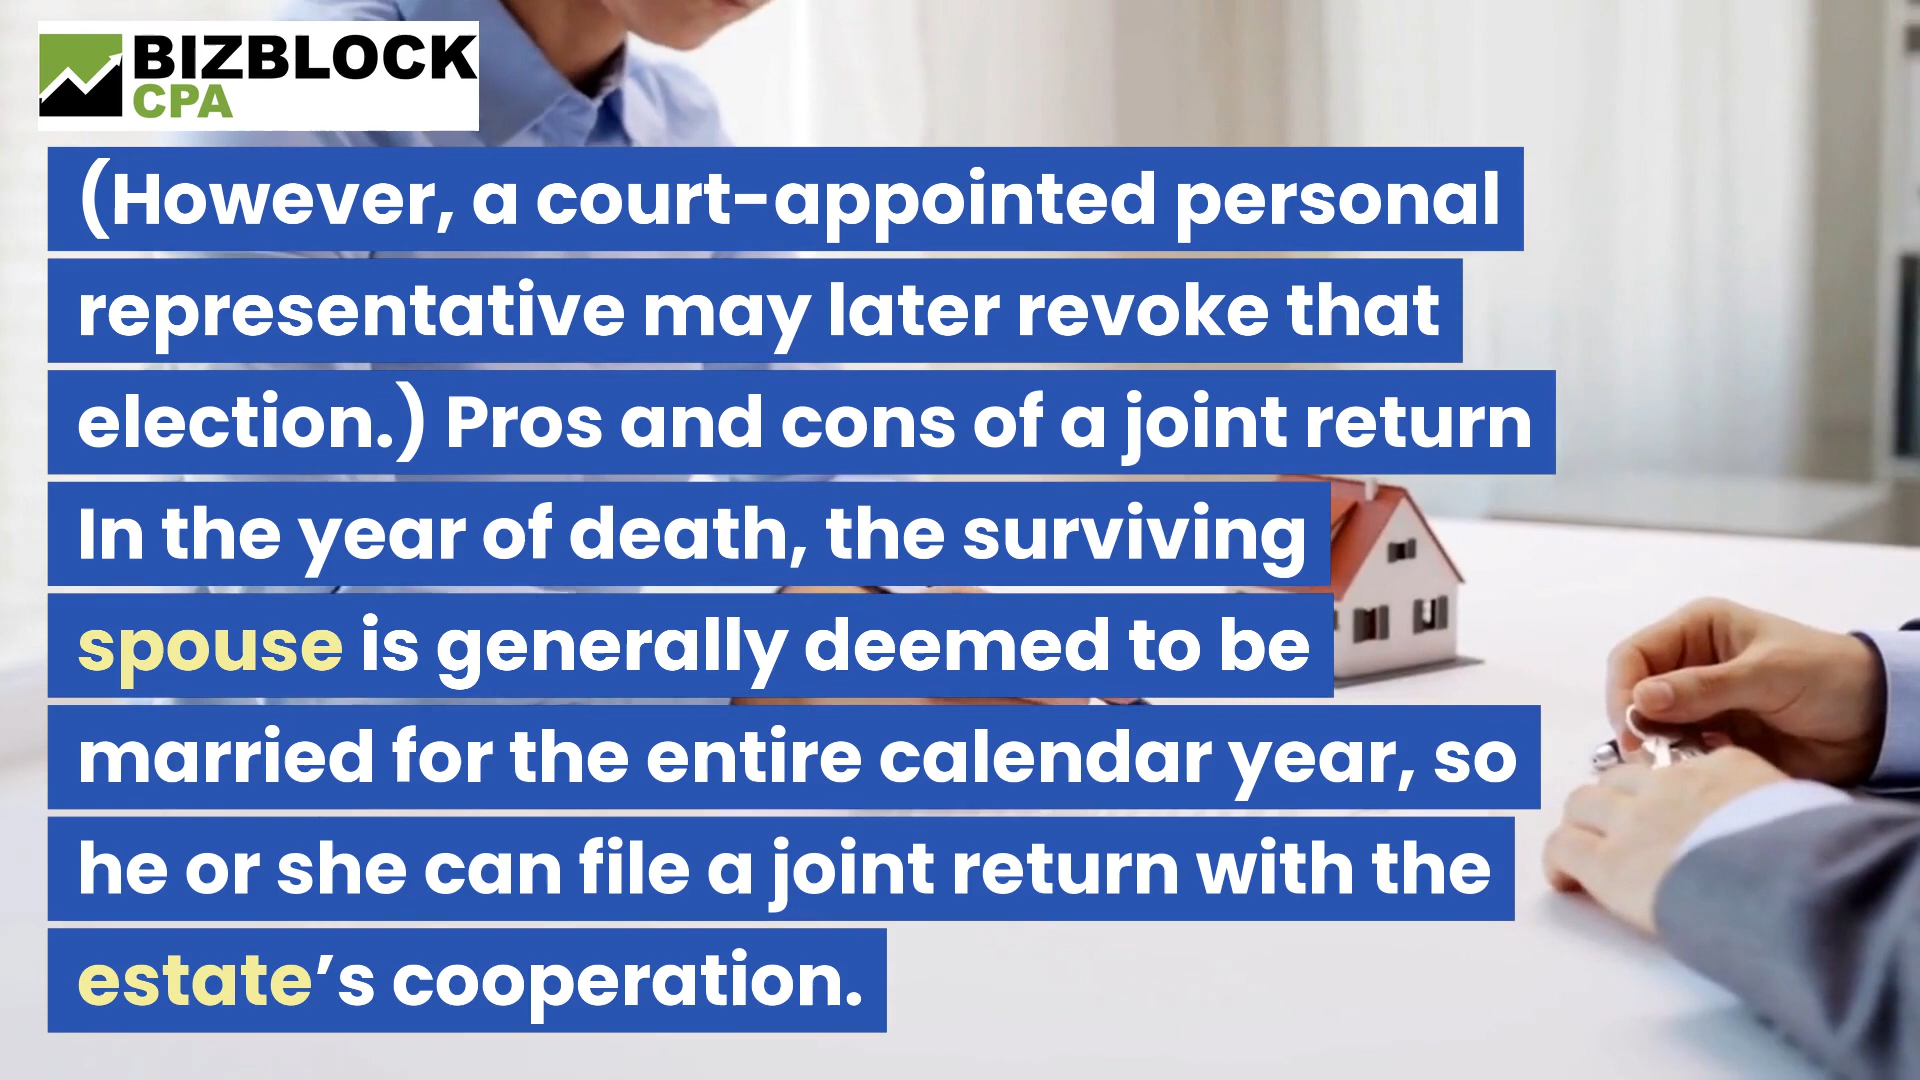 BIZBLOCK
CPA
(However, a court-appointed personal
representative may later revoke that
election.) Pros and cons of a joint return
In the year of death, the surviving
spouse is generally deemed to be
married for the entire calendar year, so
he or she can file a joint return with the
estate’s cooperation.